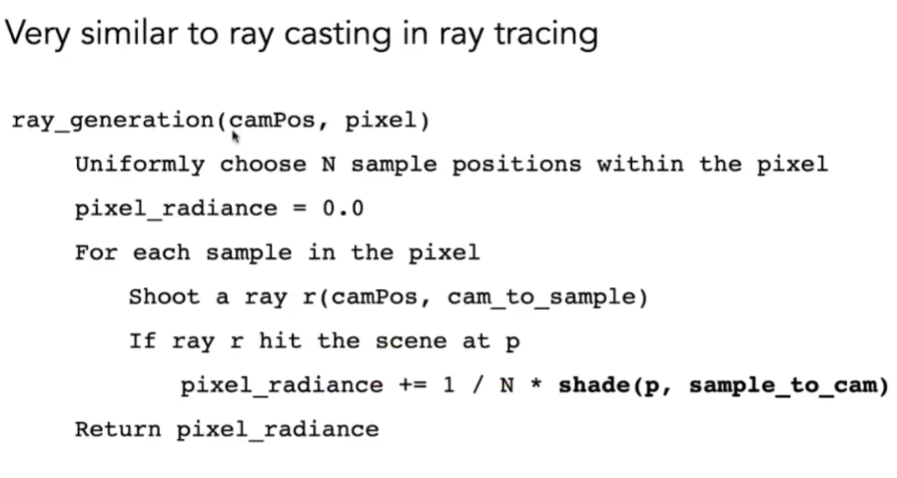 Very similar to ray casting in ray tracing
ray_generation(camPos, pixel)
Uniformly choose N sample positions within the pixel
pixel_radiance = 0.0
For each sample in the pixel
Shoot a ray r(camPos, cam_to_sample)
If ray r hit the scene at p
pixel_radiance += 1 / N * shade(p, sample_to_cam)
Return pixel_radiance